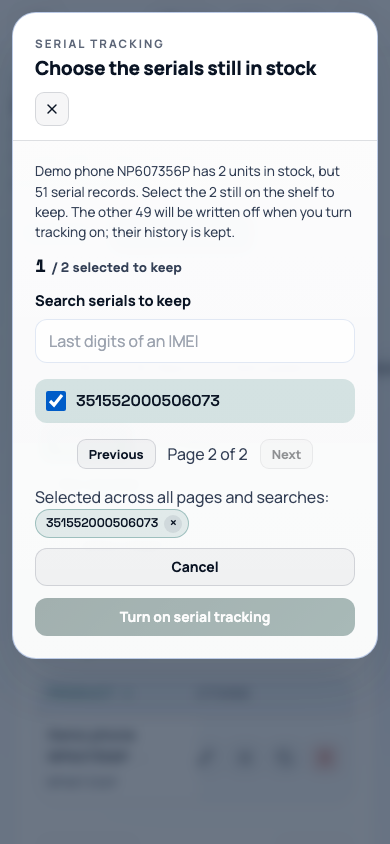 SERIAL TRACKING
Choose the serials still in stock
×
Demo phone NP607356P has 2 units in stock, but
51 serial records. Select the 2 still on the shelf to
keep. The other 49 will be written off when you turn
tracking on; their history is kept.
1 / 2 selected to keep
Search serials to keep
Last digits of an IMEI
351552000506073
Previous Page 2 of 2 Next
Selected across all pages and searches:
351552000506073 ×
Cancel
Turn on serial tracking